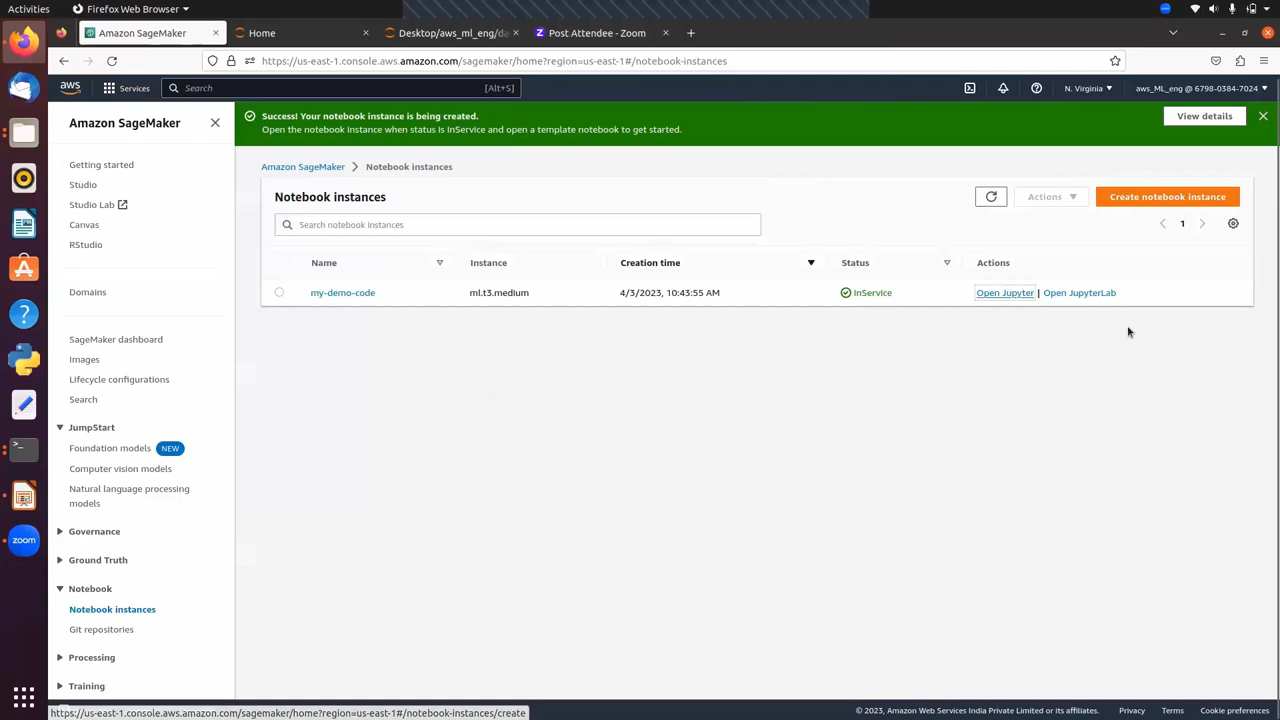 Activities
Firefox Web Browser
Amazon SageMaker
Home
Desktop/aws_ml_eng/da
Post Attendee - Zoom
https://us-east-1.console.aws.amazon.com/sagemaker/home?region=us-east-1#/notebook-instances
aws
Services
Search
[Alt+S]
N. Virginia
aws_ML_eng @ 6798-0384-7024
Amazon SageMaker
Getting started
Studio
Studio Lab
Canvas
RStudio
Domains
SageMaker dashboard
Images
Lifecycle configurations
Search
JumpStart
Foundation models NEW
Computer vision models
Natural language processing
models
Governance
Ground Truth
Notebook
Notebook instances
Git repositories
Processing
Training
Success! Your notebook instance is being created.
Open the notebook instance when status is InService and open a template notebook to get started.
View details
Amazon SageMaker > Notebook instances
Notebook instances
Actions
Create notebook instance
Search notebook instances
1
Name Instance Creation time Status Actions
my-demo-code ml.t3.medium 4/3/2023, 10:43:55 AM InService Open Jupyter | Open JupyterLab
zoom
https://us-east-1.console.aws.amazon.com/sagemaker/home?region=us-east-1#/notebook-instances/create
© 2023, Amazon Web Services India Private Limited or its affiliates.
Privacy
Terms
Cookie preferences